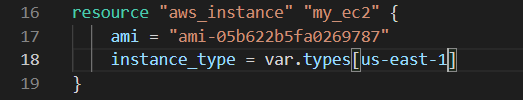 16 resource "aws_instance" "my_ec2" {
17 ami = "ami-05b622b5fa0269787"
18 instance_type = var.types[us-east-1]
19 }